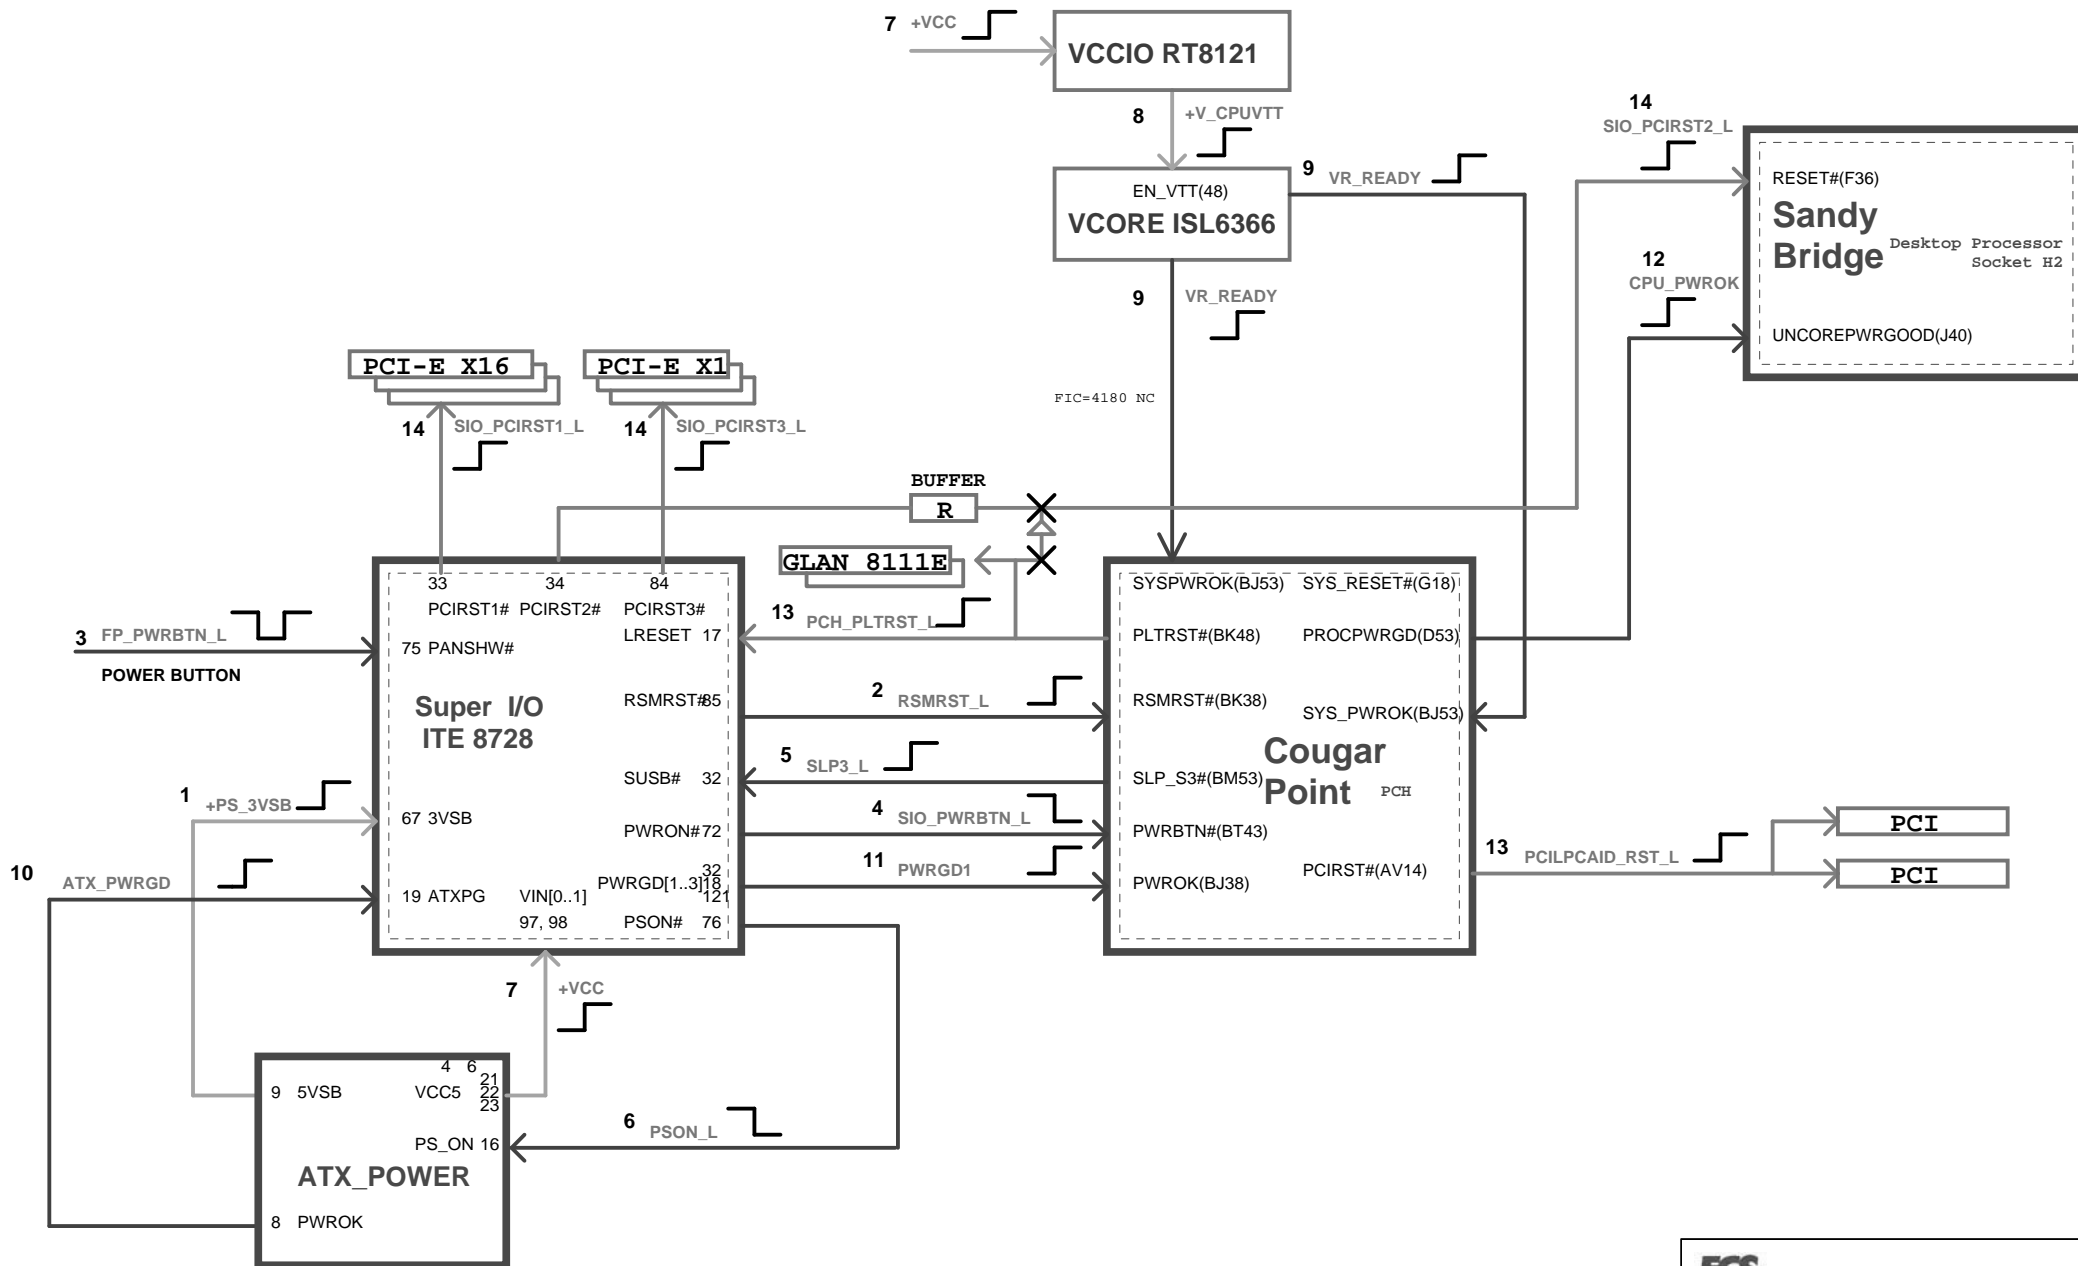 7 +VCC
VCCIO RT8121
8 +V_CPUVTT
14
SIO_PCIRST2_L
EN_VTT(48)
VCORE ISL6366
9 VR_READY
RESET#(F36)
Sandy
Bridge
Desktop Processor
Socket H2
12
CPU_PWROK
UNCOREPWRGOOD(J40)
9 VR_READY
FIC=4180 NC
PCI-E X16
PCI-E X1
14 SIO_PCIRST1_L
14 SIO_PCIRST3_L
BUFFER
R
GLAN 8111E
33 34 84
PCIRST1# PCIRST2# PCIRST3#
LRESET 17
13 PCH_PLTRST_L
3 FP_PWRBTN_L
POWER BUTTON
75 PANSHW#
Super I/O
ITE 8728
RSMRST#85
2 RSMRST_L
SUSB# 32
5 SLP3_L
1 +PS_3VSB
67 3VSB
PWRON#72
4 SIO_PWRBTN_L
10 ATX_PWRGD
19 ATXPG
VIN[0..1]
97, 98
32
PWRGD[1..3]18
121
PSON# 76
11 PWRGD1
SYSPWROK(BJ53) SYS_RESET#(G18)
PLTRST#(BK48) PROCPWRGD(D53)
RSMRST#(BK38)
SYS_PWROK(BJ53)
Cougar
Point PCH
SLP_S3#(BM53)
PWRBTN#(BT43)
PWROK(BJ38)
PCIRST#(AV14)
13 PCILPCAID_RST_L
PCI
PCI
7 +VCC
4 6
21
9 5VSB VCC5 22
23
PS_ON 16
6 PSON_L
ATX_POWER
8 PWROK
ECS